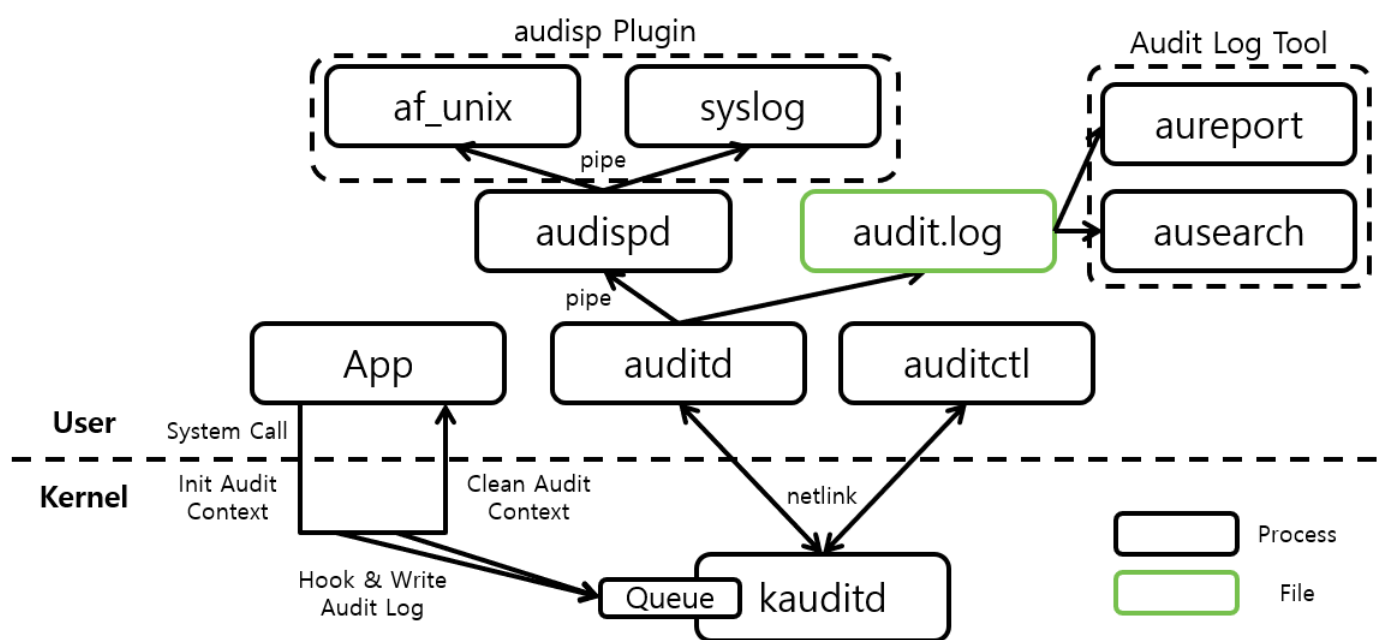 audisp Plugin
Audit Log Tool
af_unix
syslog
aureport
pipe
audispd
audit.log
ausearch
pipe
App
auditd
auditctl
User
System Call
Kernel
Init Audit
Context
Clean Audit
Context
netlink
Process
Hook & Write
Audit Log
Queue
kauditd
File